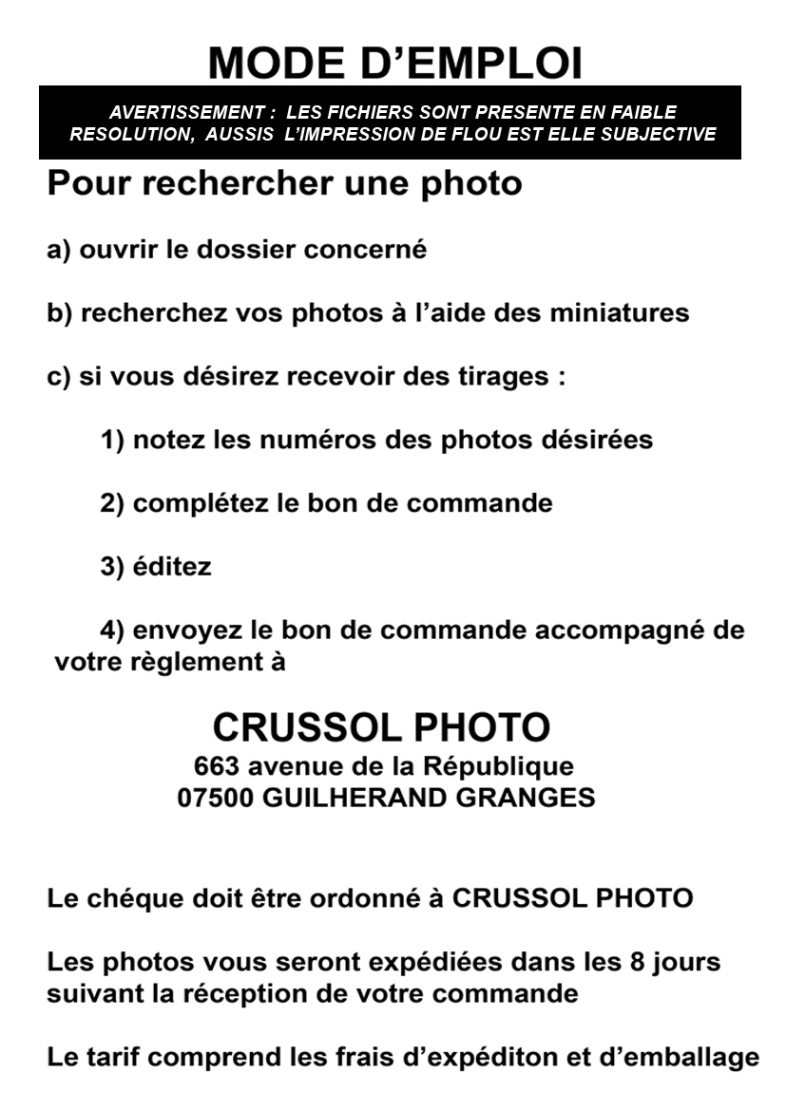 MODE D’EMPLOI
AVERTISSEMENT : LES FICHIERS SONT PRESENTE EN FAIBLE
RESOLUTION, AUSSIS L’IMPRESSION DE FLOU EST ELLE SUBJECTIVE
Pour rechercher une photo
a) ouvrir le dossier concerné
b) recherchez vos photos à l’aide des miniatures
c) si vous désirez recevoir des tirages :
1) notez les numéros des photos désirées
2) complétez le bon de commande
3) éditez
4) envoyez le bon de commande accompagné de
votre règlement à
CRUSSOL PHOTO
663 avenue de la République
07500 GUILHERAND GRANGES
Le chéque doit être ordonné à CRUSSOL PHOTO
Les photos vous seront expédiées dans les 8 jours
suivant la réception de votre commande
Le tarif comprend les frais d’expéditon et d’emballage